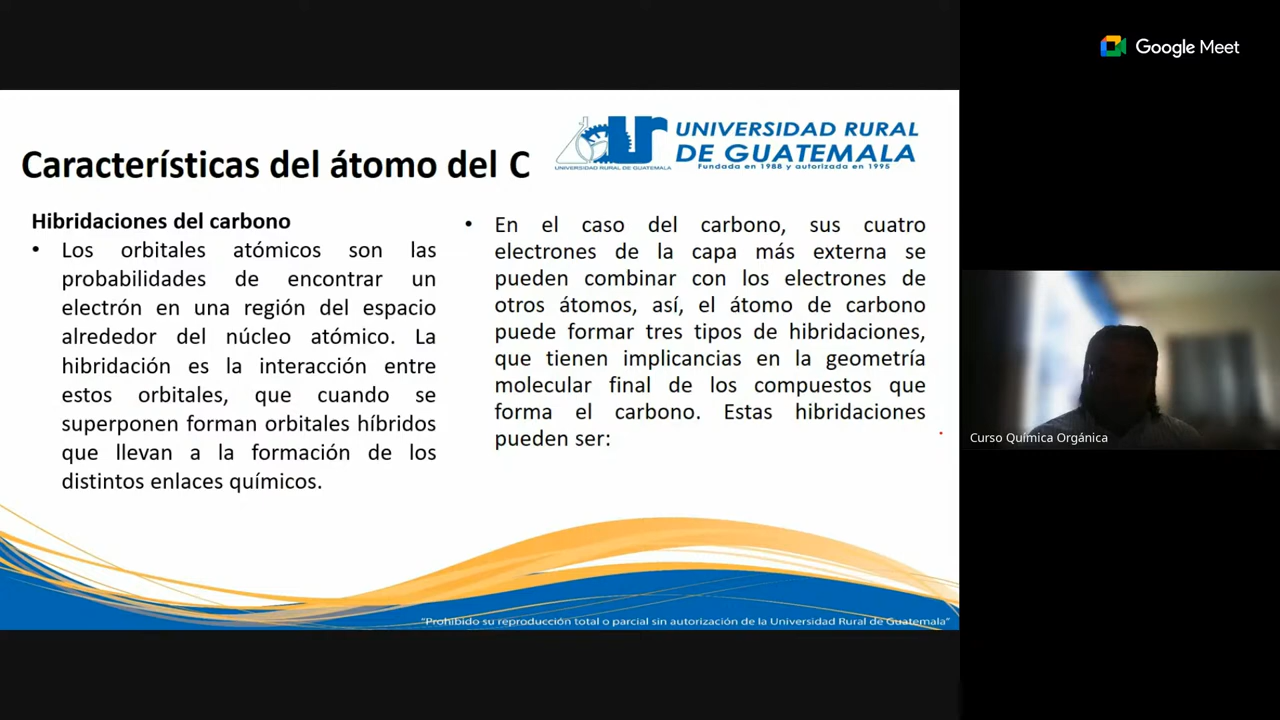 Google Meet
UNIVERSIDAD RURAL
DE GUATEMALA
Fundada en 1988 y autorizada en 1995
UNIVERSIDAD RURAL DE GUATEMALA
Características del átomo del C
Hibridaciones del carbono
• Los orbitales atómicos son las
probabilidades de encontrar un
electrón en una región del espacio
alrededor del núcleo atómico. La
hibridación es la interacción entre
estos orbitales, que cuando se
superponen forman orbitales híbridos
que llevan a la formación de los
distintos enlaces químicos.
• En el caso del carbono, sus cuatro
electrones de la capa más externa se
pueden combinar con los electrones de
otros átomos, así, el átomo de carbono
puede formar tres tipos de hibridaciones,
que tienen implicancias en la geometría
molecular final de los compuestos que
forma el carbono. Estas hibridaciones
pueden ser:
Curso Química Orgánica
"Prohibido su reproducción total o parcial sin autorización de la Universidad Rural de Guatemala"